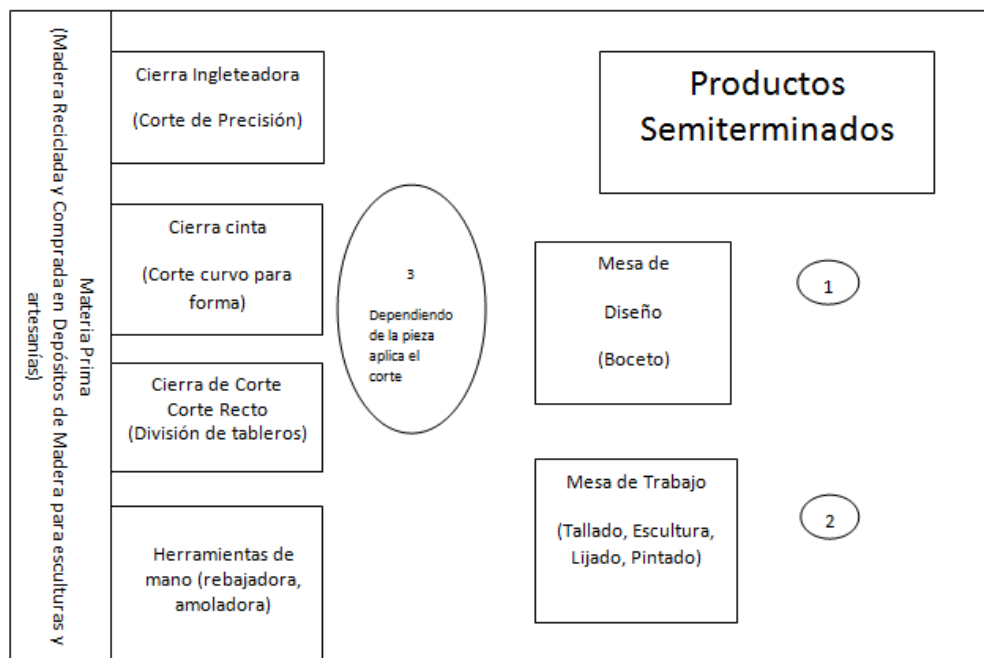 Materia Prima
(Madera Reciclada y Comprada en Depósitos de Madera para esculturas y
artesanías)
Cierra Ingleteadora
(Corte de Precisión)
Cierra cinta
(Corte curvo para
forma)
Cierra de Corte
Corte Recto
(División de tableros)
Herramientas de
mano (rebajadora,
amoladora)
3
Dependiendo
de la pieza
aplica el
corte
Productos
Semiterminados
Mesa de
Diseño
(Boceto)
1
Mesa de Trabajo
(Tallado, Escultura,
Lijado, Pintado)
2